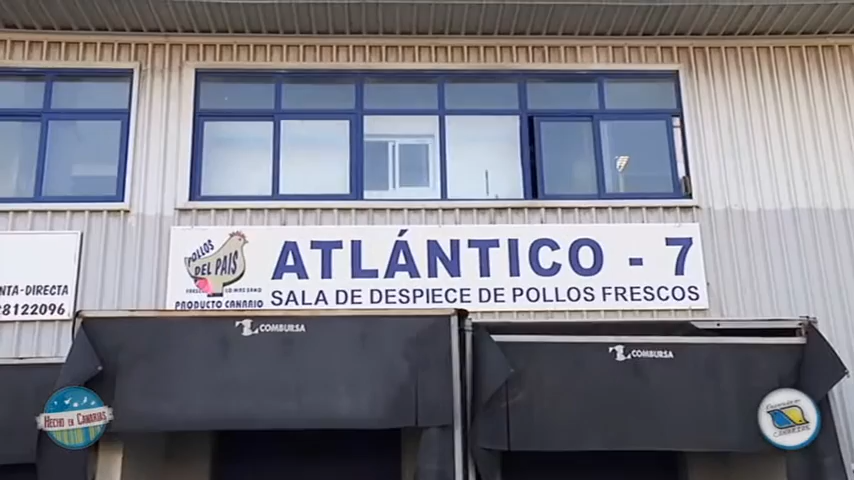 ATLÁNTICO - 7
SALA DE DESPIECE DE POLLOS FRESCOS
POLLOS
DEL PAIS
PRODUCTO CANARIO
NTA-DIRECTA
28122096
COMBURSA
COMBURSA
HECHO EN CANARIAS